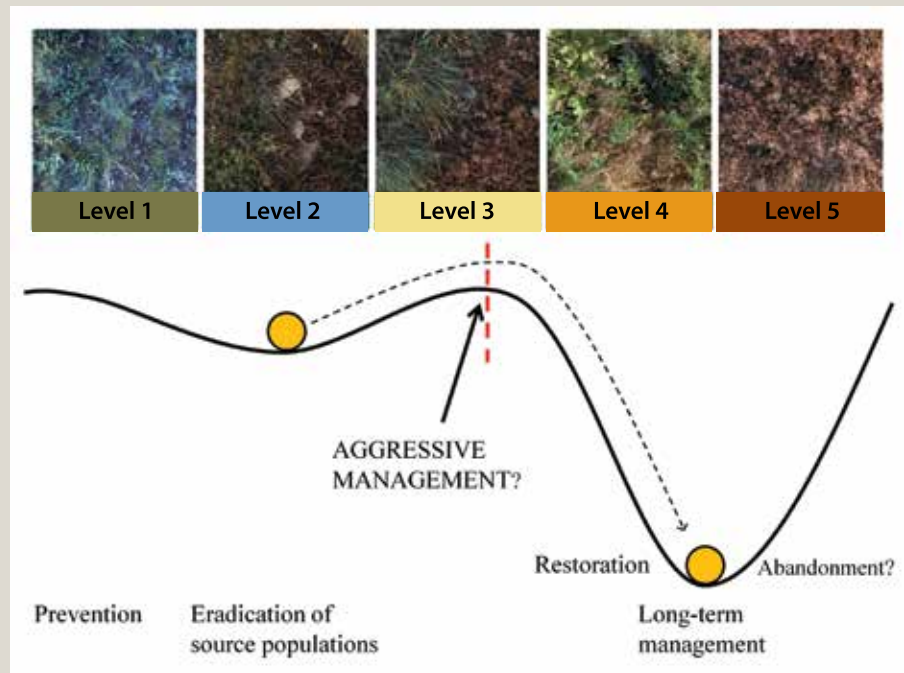 Level 1
Level 2
Level 3
Level 4
Level 5
AGGRESSIVE
MANAGEMENT?
Restoration
Abandonment?
Prevention
Eradication of
source populations
Long-term
management